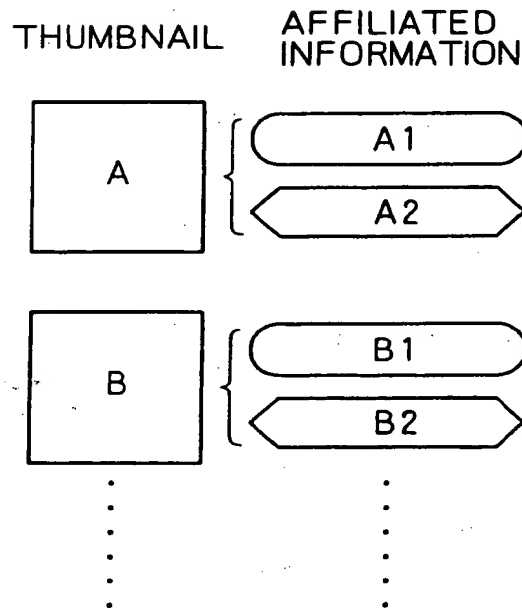 THUMBNAIL
AFFILIATED
INFORMATION
A
A1
A2
B
B1
B2